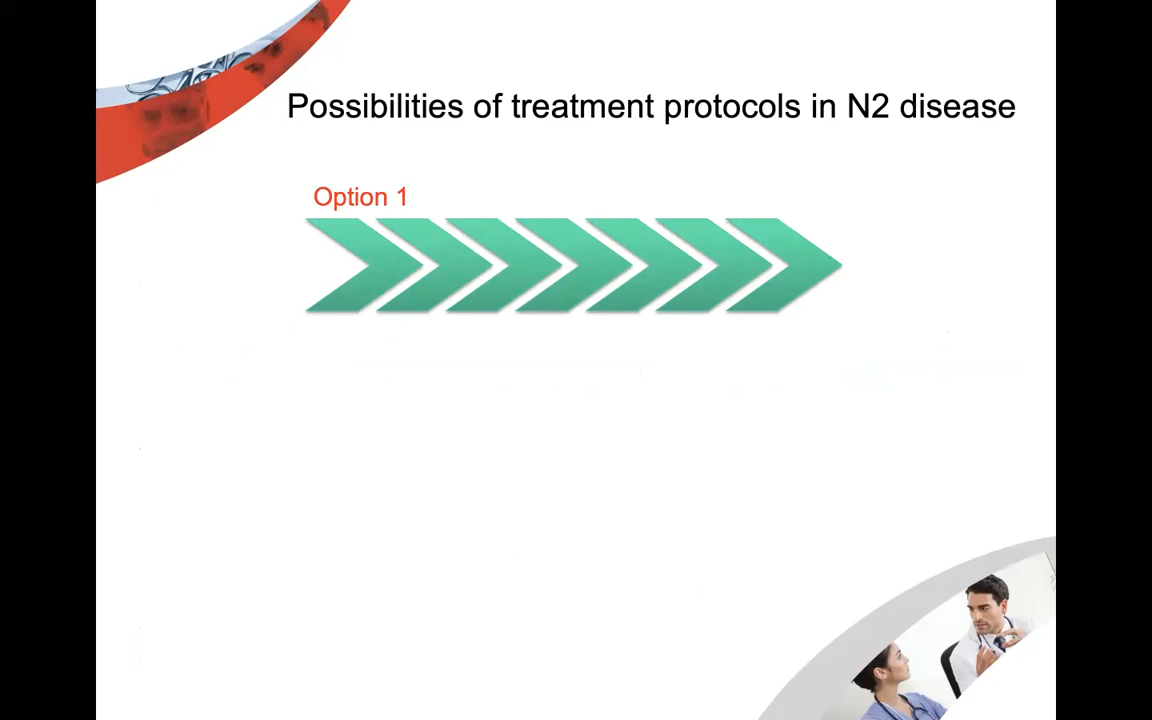 Possibilities of treatment protocols in N2 disease
Option 1